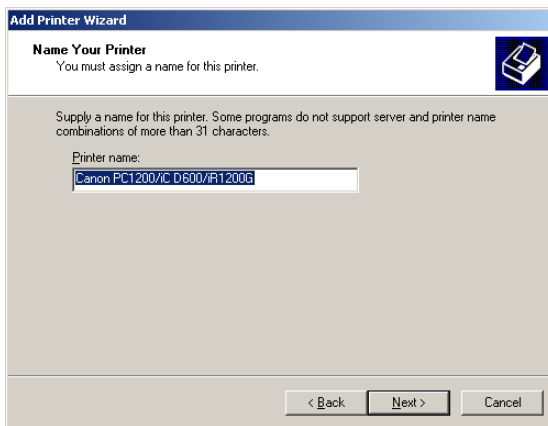 Add Printer Wizard
Name Your Printer
You must assign a name for this printer.
Supply a name for this printer. Some programs do not support server and printer name
combinations of more than 31 characters.
Printer name:
Canon PC1200/iC D600/iR1200G
< Back
Next >
Cancel